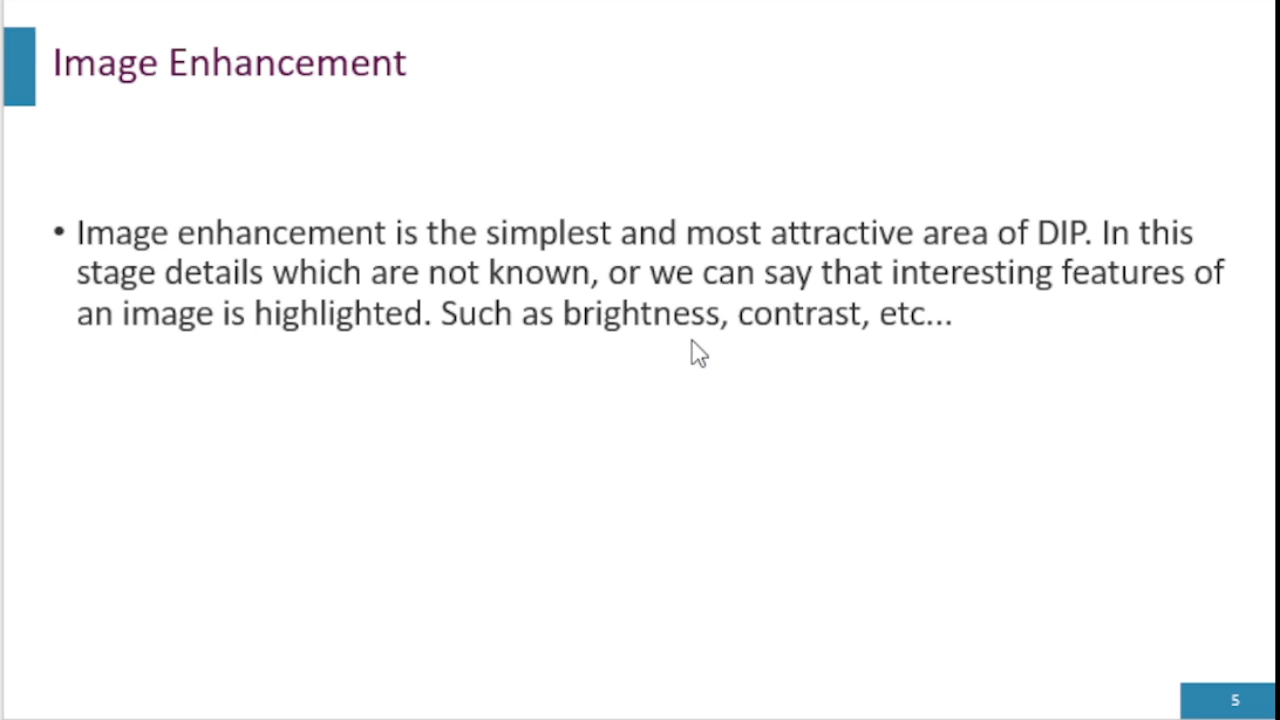 Image Enhancement
• Image enhancement is the simplest and most attractive area of DIP. In this
stage details which are not known, or we can say that interesting features of
an image is highlighted. Such as brightness, contrast, etc...
5